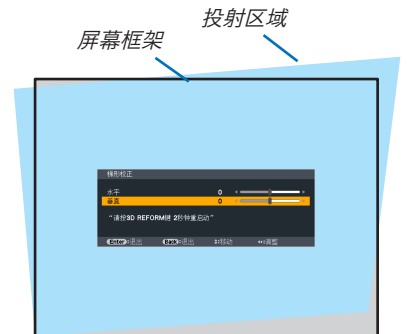 投射区域
屏幕框架
梯形校正
水平 0
垂直 0
“请按3D REFORM键 2秒钟重启动”
Enter:退出 Back:退出 ↕:移动 ↔:调整